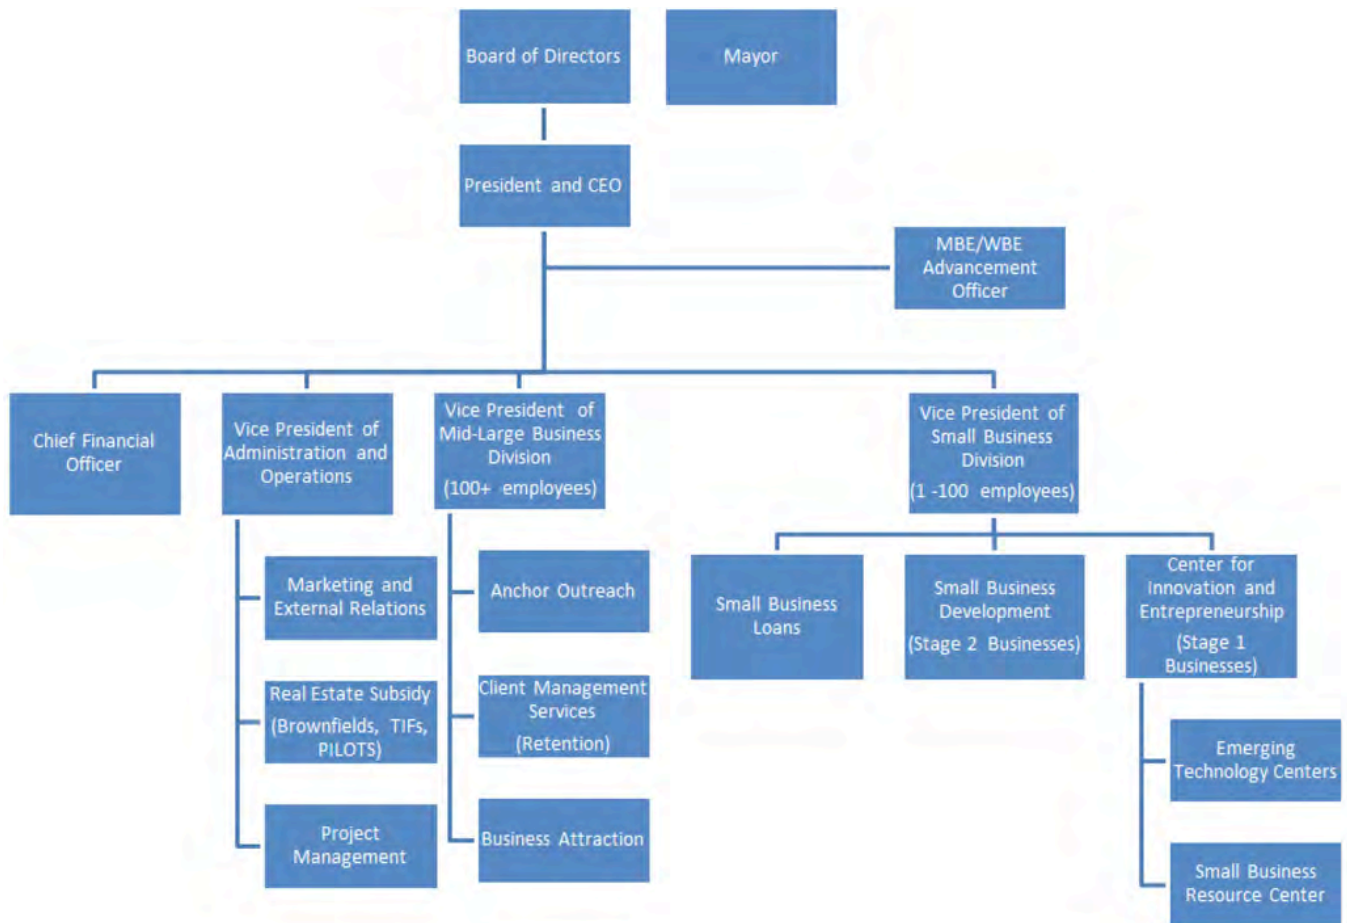 Board of Directors
Mayor
President and CEO
MBE/WBE
Advancement
Officer
Chief Financial
Officer
Vice President of
Administration and
Operations
Vice President of
Mid-Large Business
Division
(100+ employees)
Vice President of
Small Business
Division
(1 -100 employees)
Marketing and
External Relations
Real Estate Subsidy
(Brownfields, TIFs,
PILOTS)
Project
Management
Anchor Outreach
Client Management
Services
(Retention)
Business Attraction
Small Business
Loans
Small Business
Development
(Stage 2 Businesses)
Center for
Innovation and
Entrepreneurship
(Stage 1
Businesses)
Emerging
Technology Centers
Small Business
Resource Center